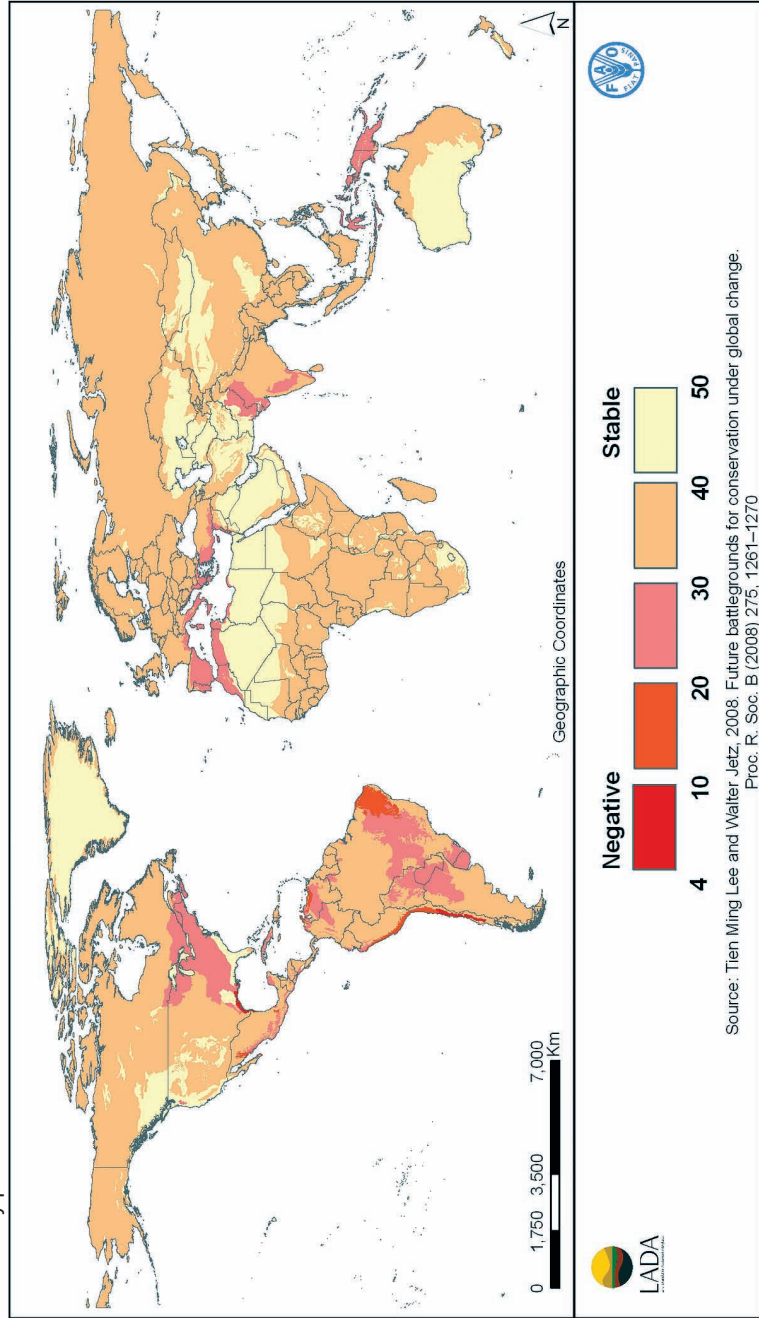 N
0 1,750 3,500 7,000
Km
Geographic Coordinates
Negative Stable
4 10 20 30 40 50
LADA
F A O
FIAT PANIS
Source: Tien Ming Lee and Walter Jetz, 2008. Future battlegrounds for conservation under global change.
Proc. R. Soc. B (2008) 275, 1261–1270